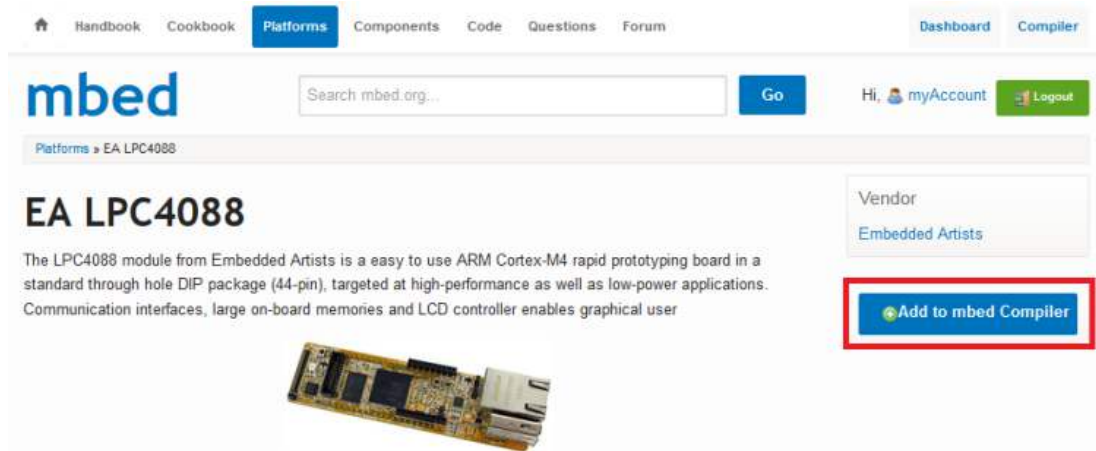 Handbook Cookbook Platforms Components Code Questions Forum Dashboard Compiler
mbed Search mbed.org... Go Hi, myAccount Logout
Platforms » EA LPC4088
EA LPC4088
The LPC4088 module from Embedded Artists is a easy to use ARM Cortex-M4 rapid prototyping board in a
standard through hole DIP package (44-pin), targeted at high-performance as well as low-power applications.
Communication interfaces, large on-board memories and LCD controller enables graphical user
Vendor
Embedded Artists
Add to mbed Compiler